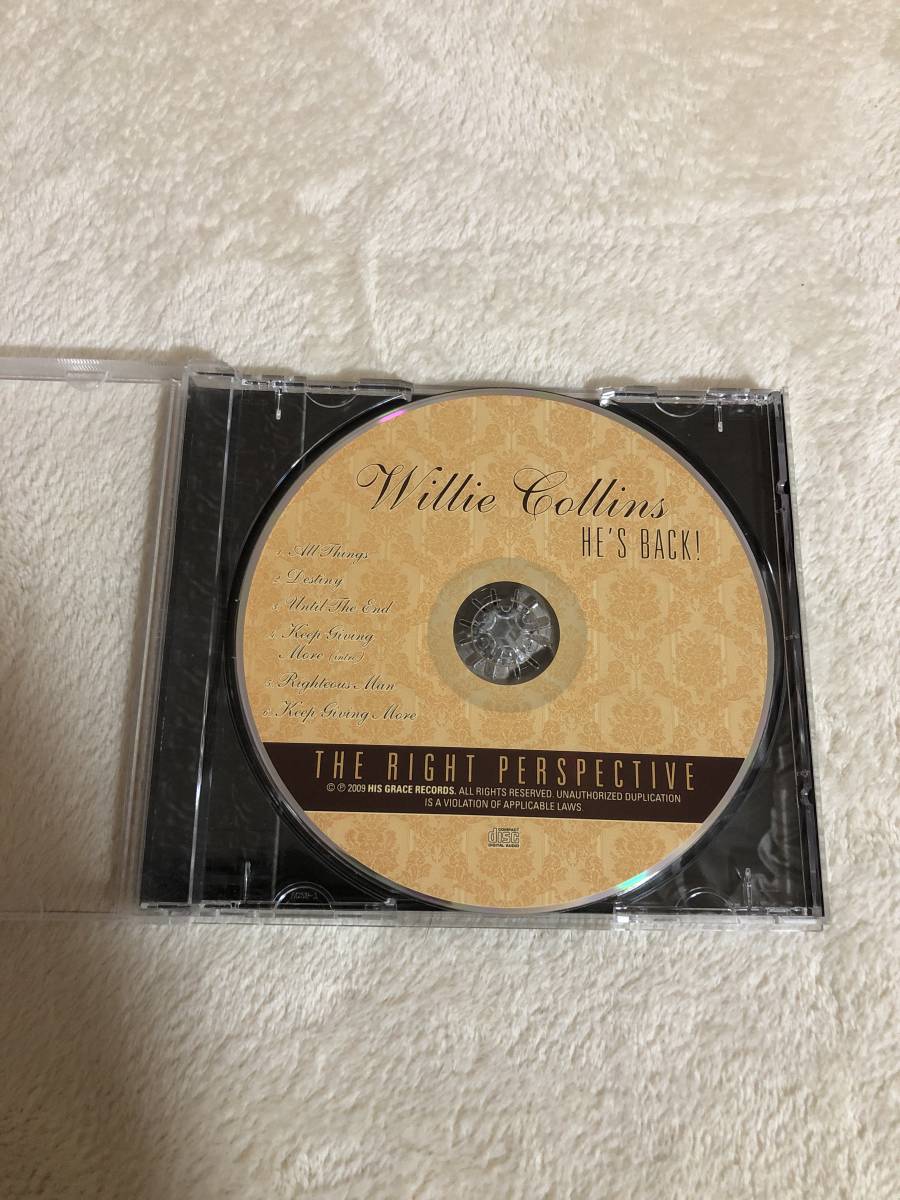 Willie Collins
HE'S BACK!
1. All Things
2. Destiny
3. Until The End
4. Keep Giving
More (intro)
5. Righteous Man
6. Keep Giving More
THE RIGHT PERSPECTIVE
© ℗ 2009 HIS GRACE RECORDS. ALL RIGHTS RESERVED. UNAUTHORIZED DUPLICATION
IS A VIOLATION OF APPLICABLE LAWS.
COMPACT
disc
DIGITAL AUDIO